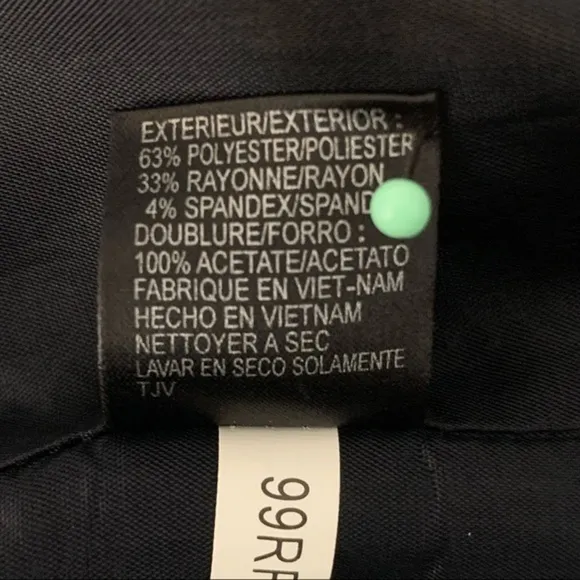 EXTERIEUR/EXTERIOR :
63% POLYESTER/POLIESTER
33% RAYONNE/RAYON
4% SPANDEX/SPAND
DOUBLURE/FORRO :
100% ACETATE/ACETATO
FABRIQUE EN VIET-NAM
HECHO EN VIETNAM
NETTOYER A SEC
LAVAR EN SECO SOLAMENTE
TJV
99R